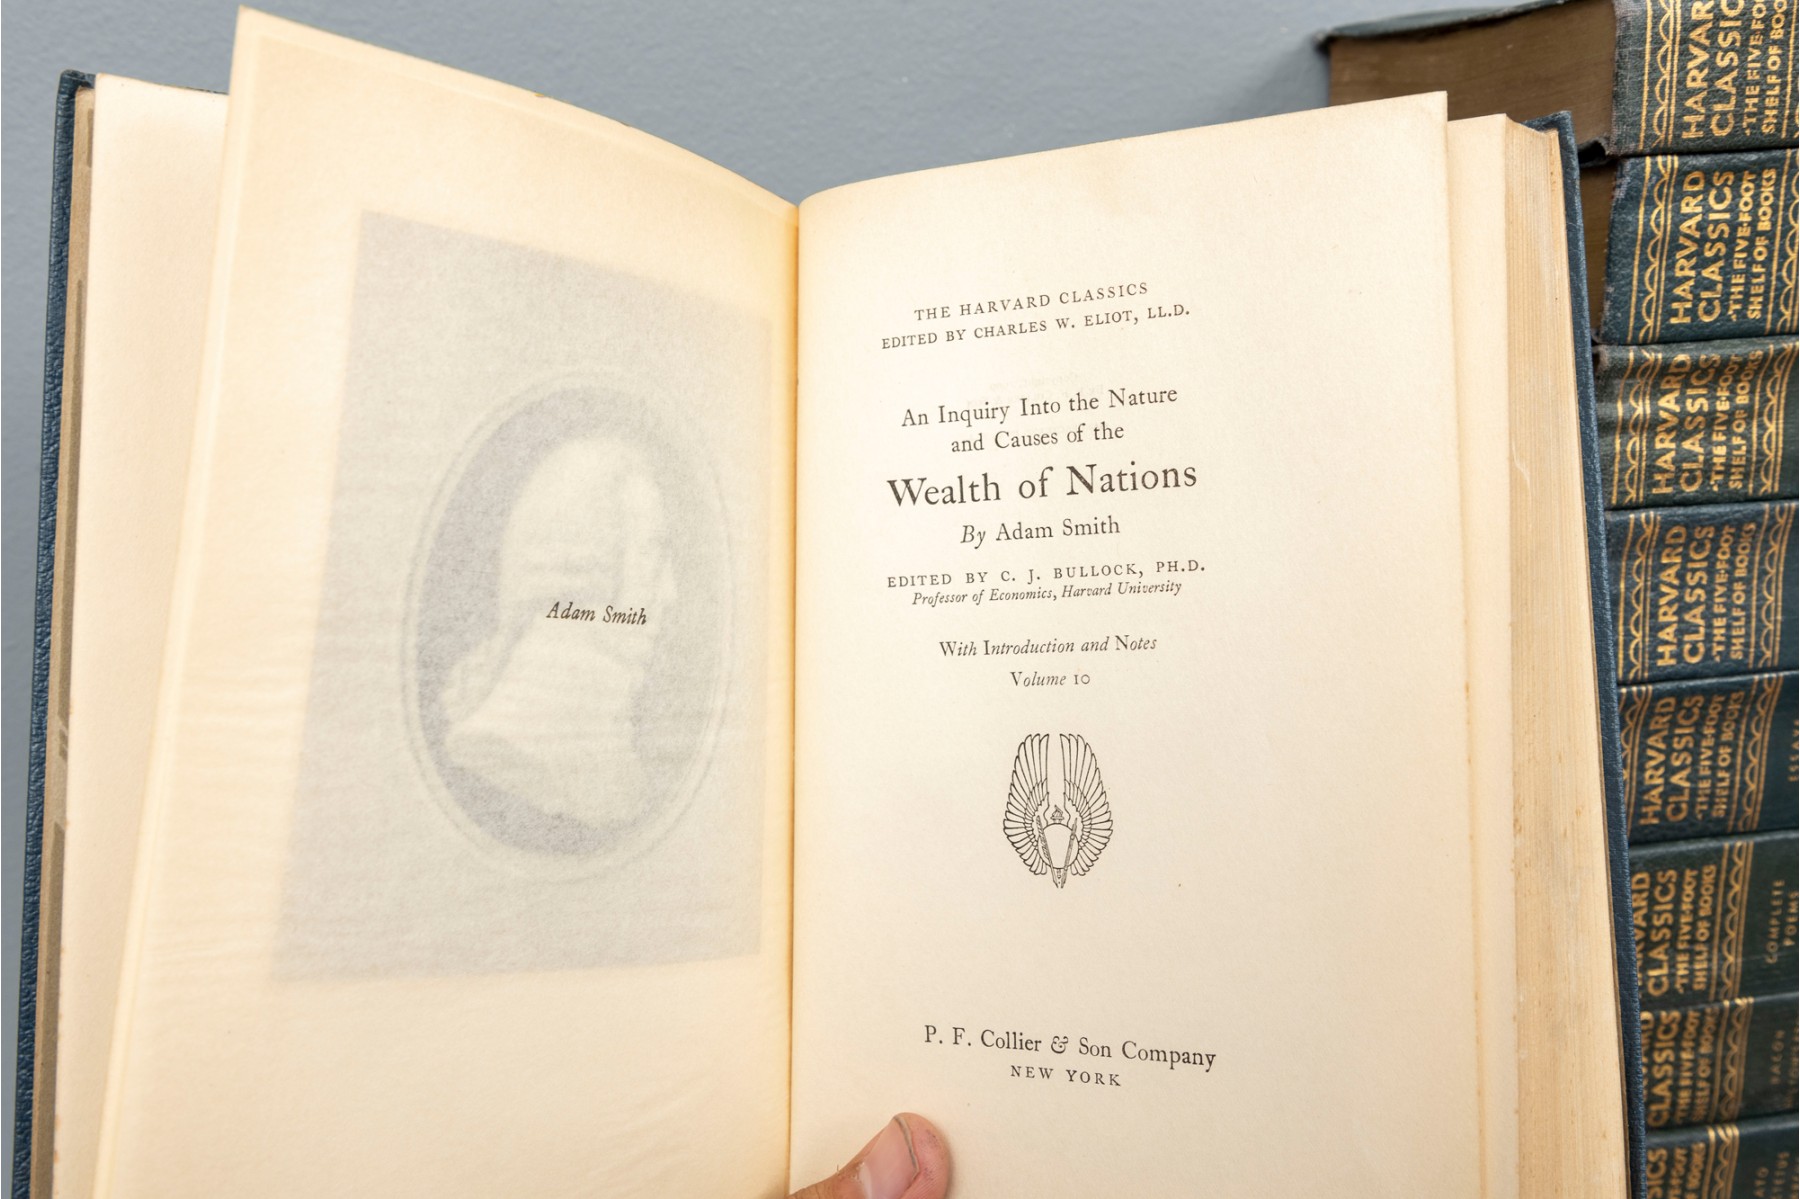 Adam Smith
THE HARVARD CLASSICS
EDITED BY CHARLES W. ELIOT, LL.D.
An Inquiry Into the Nature
and Causes of the
Wealth of Nations
By Adam Smith
EDITED BY C. J. BULLOCK, PH.D.
Professor of Economics, Harvard University
With Introduction and Notes
Volume 10
P. F. Collier & Son Company
NEW YORK
HARVARD
CLASSICS
THE FIVE-FOOT
SHELF OF BOOKS
HARVARD
CLASSICS
THE FIVE-FOOT
SHELF OF BOOKS
HARVARD
CLASSICS
THE FIVE-FOOT
SHELF OF BOOKS
HARVARD
CLASSICS
THE FIVE-FOOT
SHELF OF BOOKS
HARVARD
CLASSICS
THE FIVE-FOOT
SHELF OF BOOKS
HARVARD
CLASSICS
THE FIVE-FOOT
SHELF OF BOOKS
COMPLETE
POEMS
CLASSICS
THE FIVE-FOOT
SHELF OF BOOKS
BACON